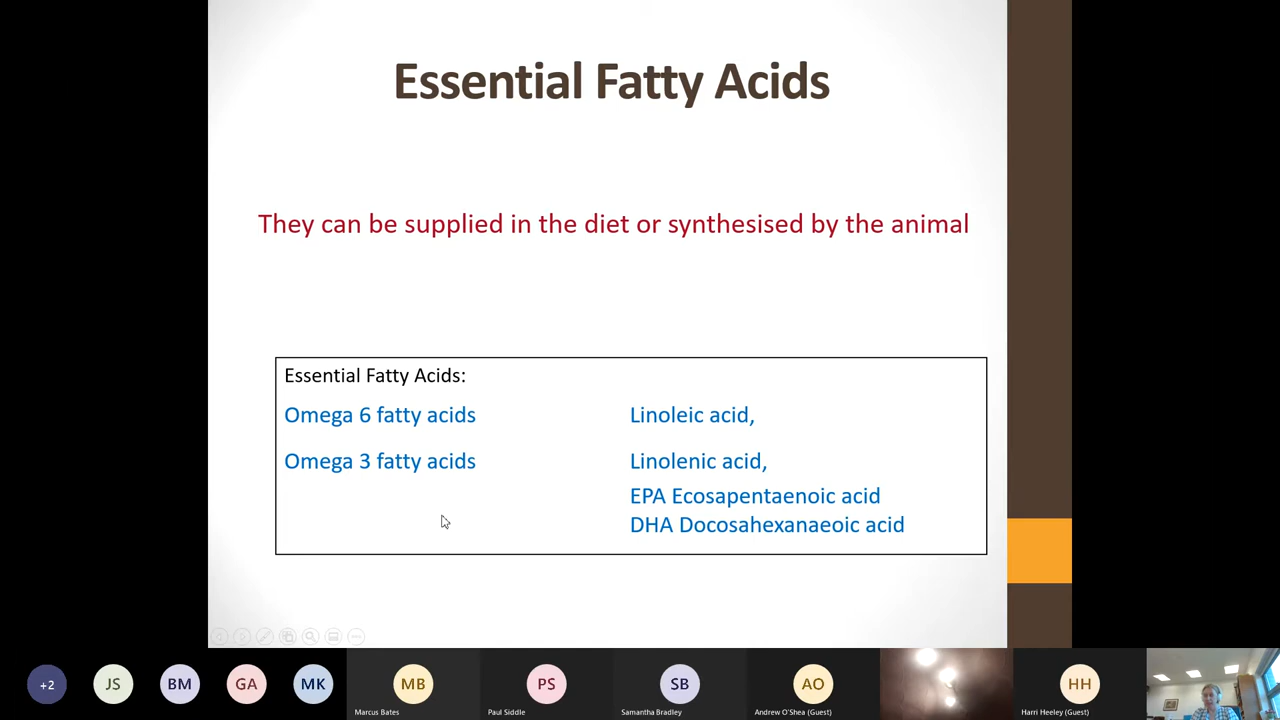 Essential Fatty Acids
They can be supplied in the diet or synthesised by the animal
Essential Fatty Acids:
Omega 6 fatty acids Linoleic acid,
Omega 3 fatty acids Linolenic acid,
EPA Ecosapentaenoic acid
DHA Docosahexanaeoic acid
+2 JS BM GA MK MB PS SB AO HH
Marcus Bates Paul Siddle Samantha Bradley Andrew O'Shea (Guest) Harri Heeley (Guest)